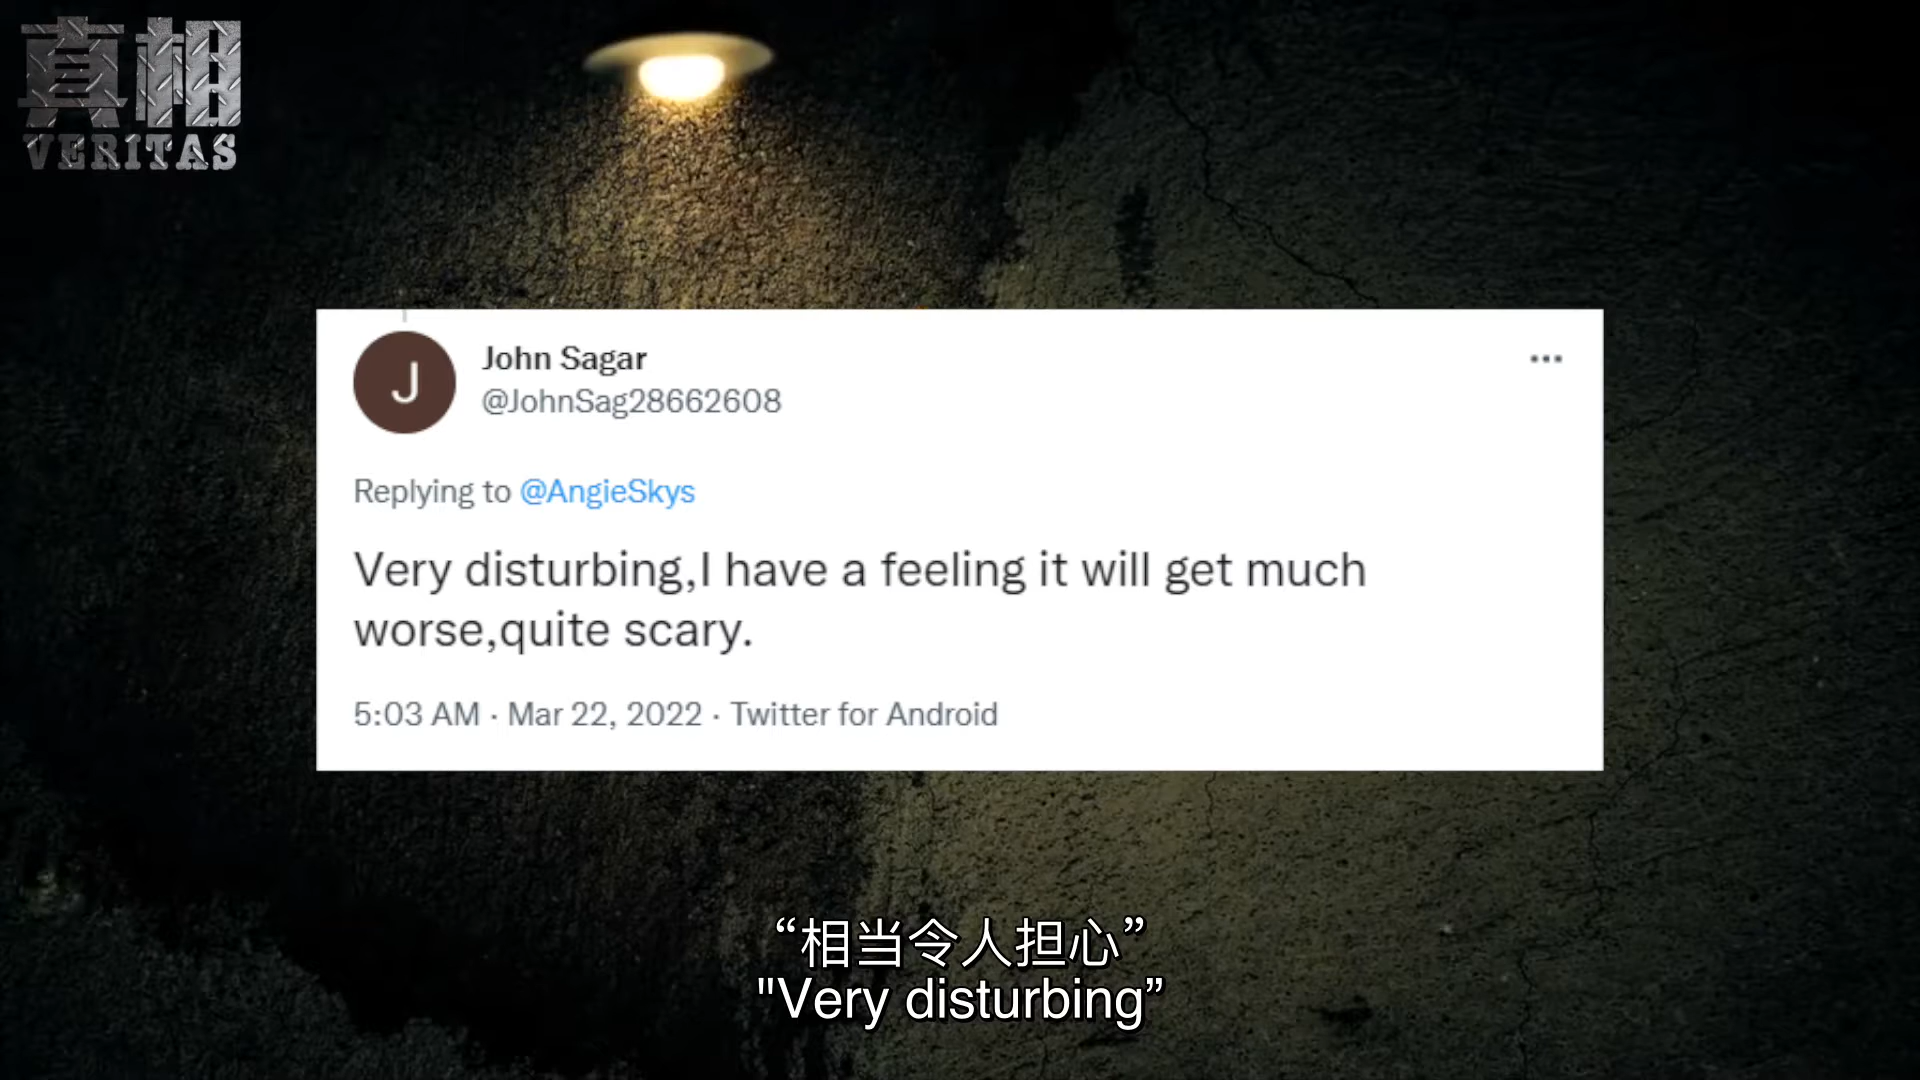 真相
VERITAS
J
John Sagar
@JohnSag28662608
Replying to @AngieSkys
Very disturbing,I have a feeling it will get much
worse,quite scary.
5:03 AM · Mar 22, 2022 · Twitter for Android
“相当令人担心”
"Very disturbing”